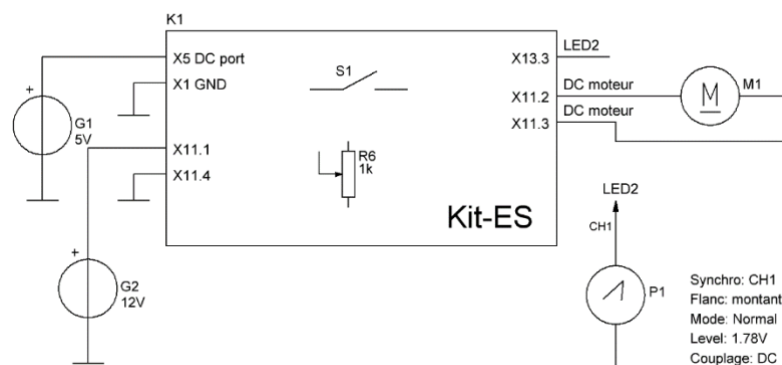 K1
X5 DC port
X1 GND
S1
X13.3
LED2
DC moteur
X11.2
M
M1
DC moteur
X11.3
+
G1
5V
X11.1
R6
1k
X11.4
Kit-ES
LED2
CH1
+
G2
12V
P1
Synchro: CH1
Flanc: montant
Mode: Normal
Level: 1.78V
Couplage: DC